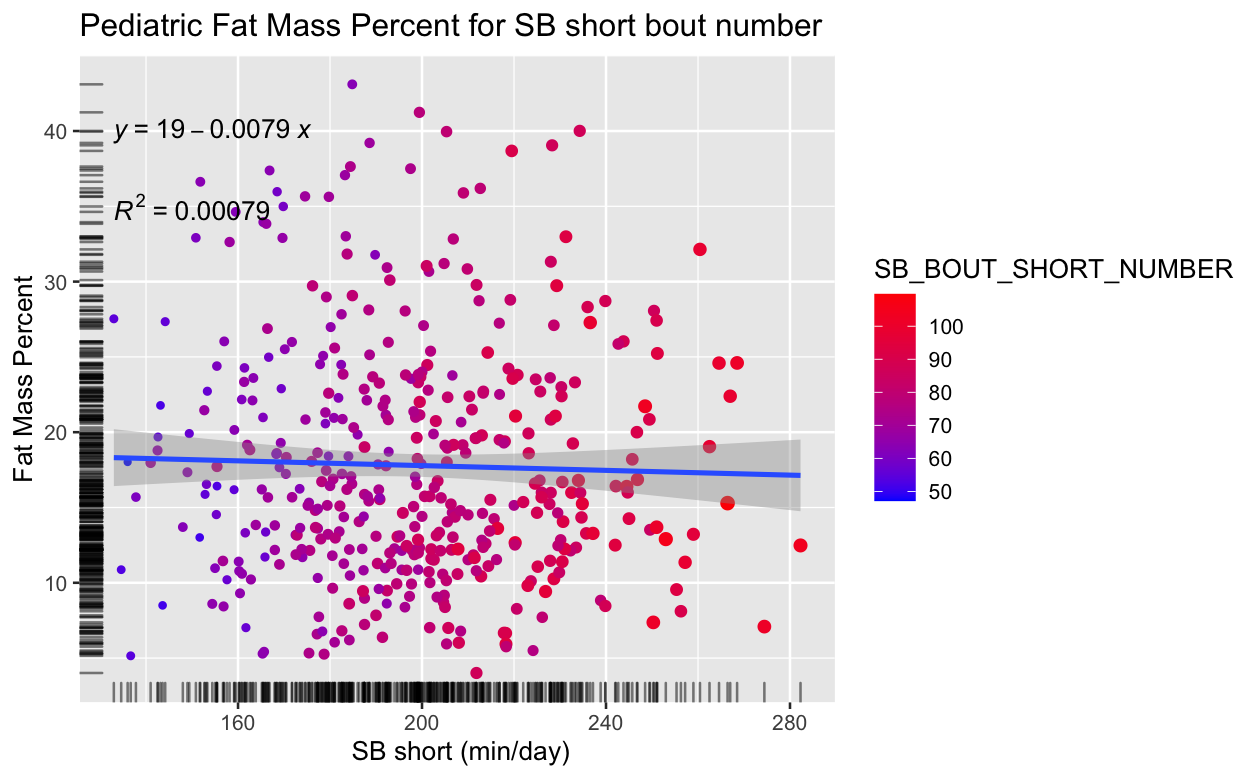 Pediatric Fat Mass Percent for SB short bout number
y = 19 – 0.0079 x
R² = 0.00079
Fat Mass Percent
40
30
20
10
160 200 240 280
SB short (min/day)
SB_BOUT_SHORT_NUMBER
100
90
80
70
60
50